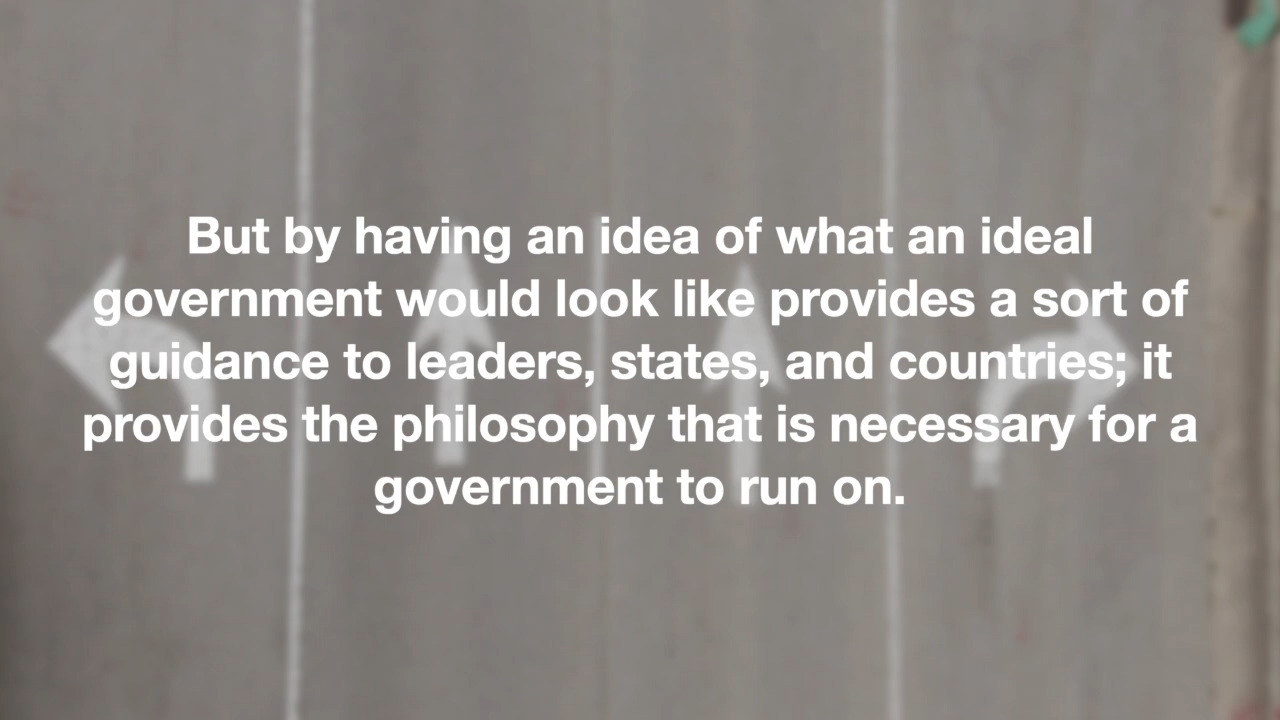 But by having an idea of what an ideal
government would look like provides a sort of
guidance to leaders, states, and countries; it
provides the philosophy that is necessary for a
government to run on.